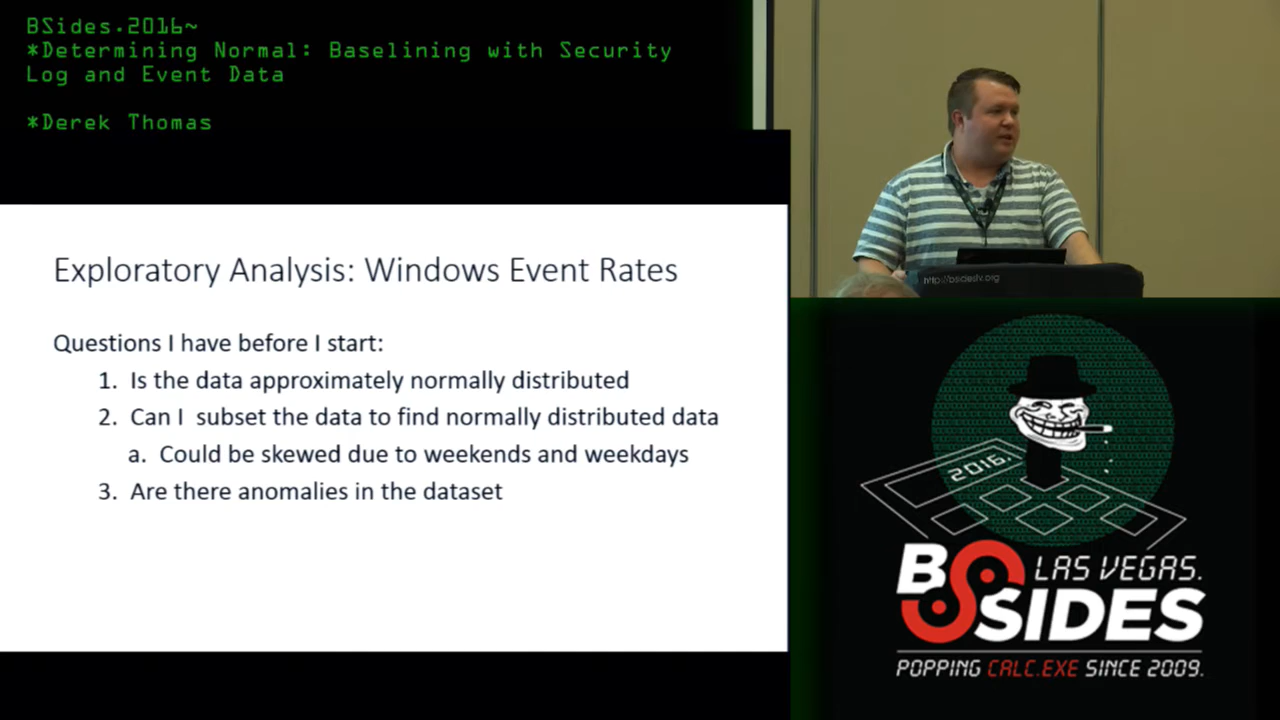 BSides.2016~
*Determining Normal: Baselining with Security
Log and Event Data
*Derek Thomas
Exploratory Analysis: Windows Event Rates
Questions I have before I start:
1. Is the data approximately normally distributed
2. Can I subset the data to find normally distributed data
a. Could be skewed due to weekends and weekdays
3. Are there anomalies in the dataset
http://bsideslv.org
2016.
BSIDES
LAS VEGAS.
POPPING CALC.EXE SINCE 2009.